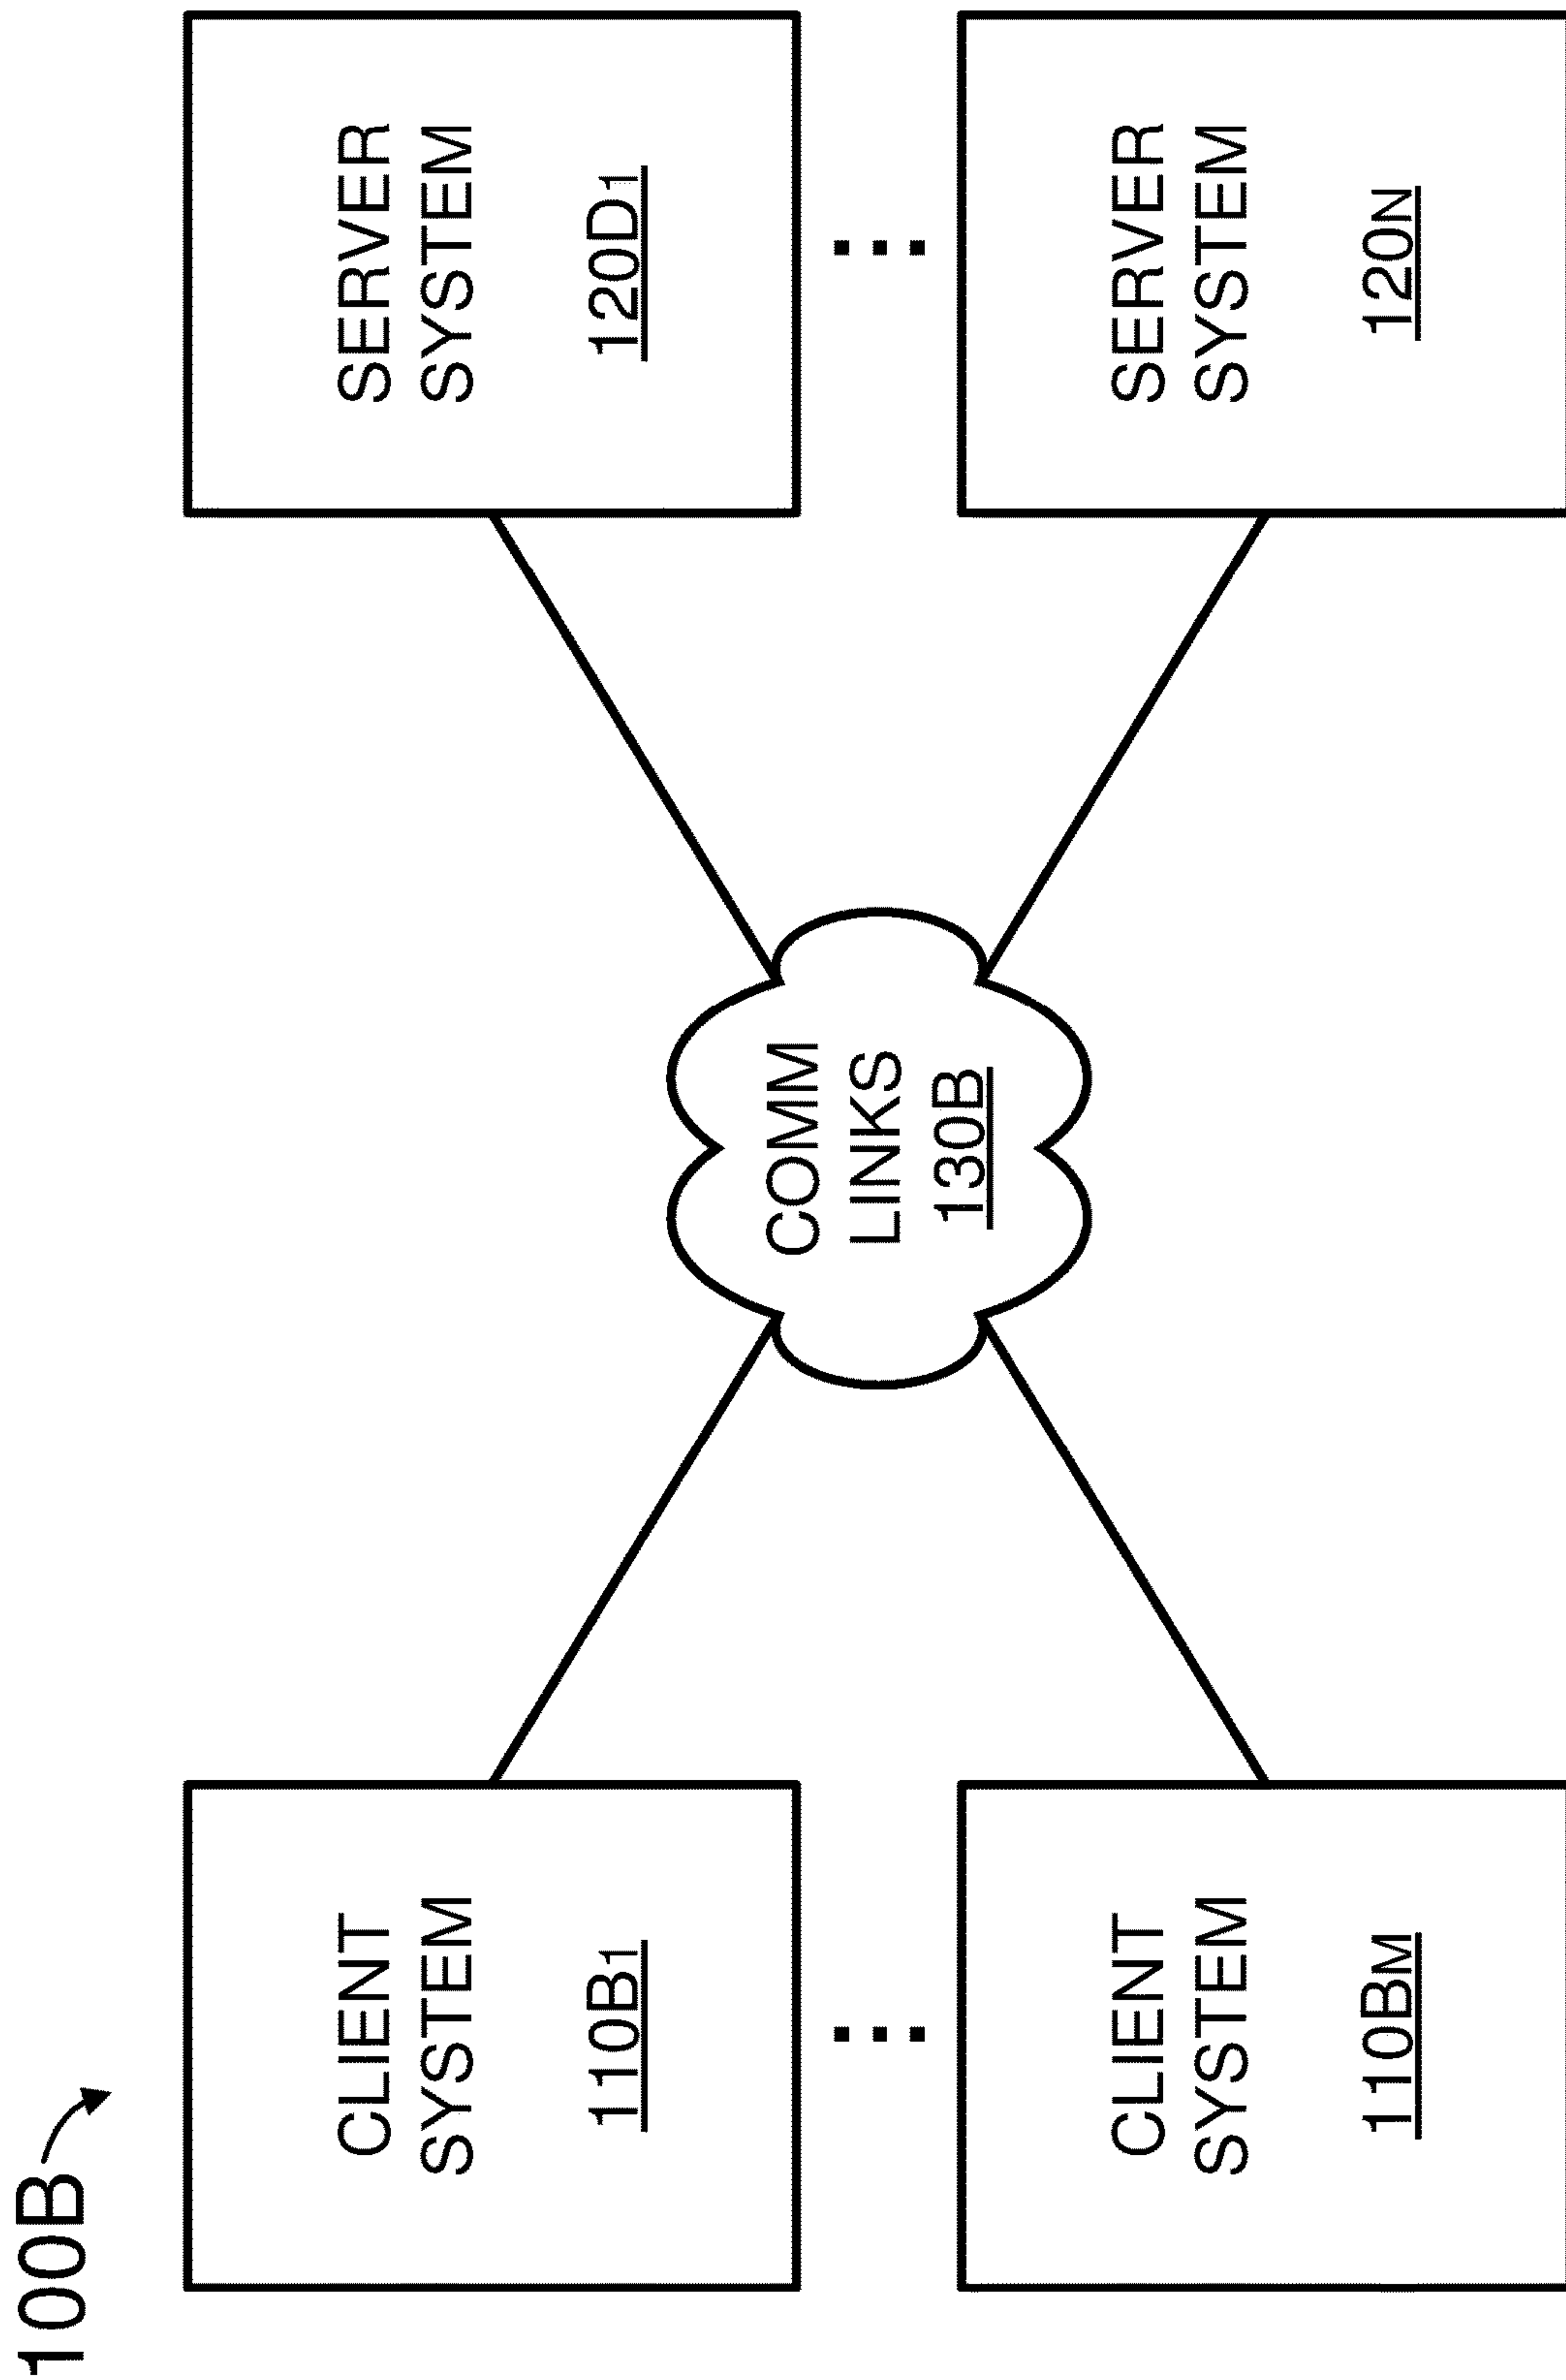 100B
CLIENT
SYSTEM
110B1
CLIENT
SYSTEM
110BM
COMM
LINKS
130B
SERVER
SYSTEM
120D1
SERVER
SYSTEM
120N